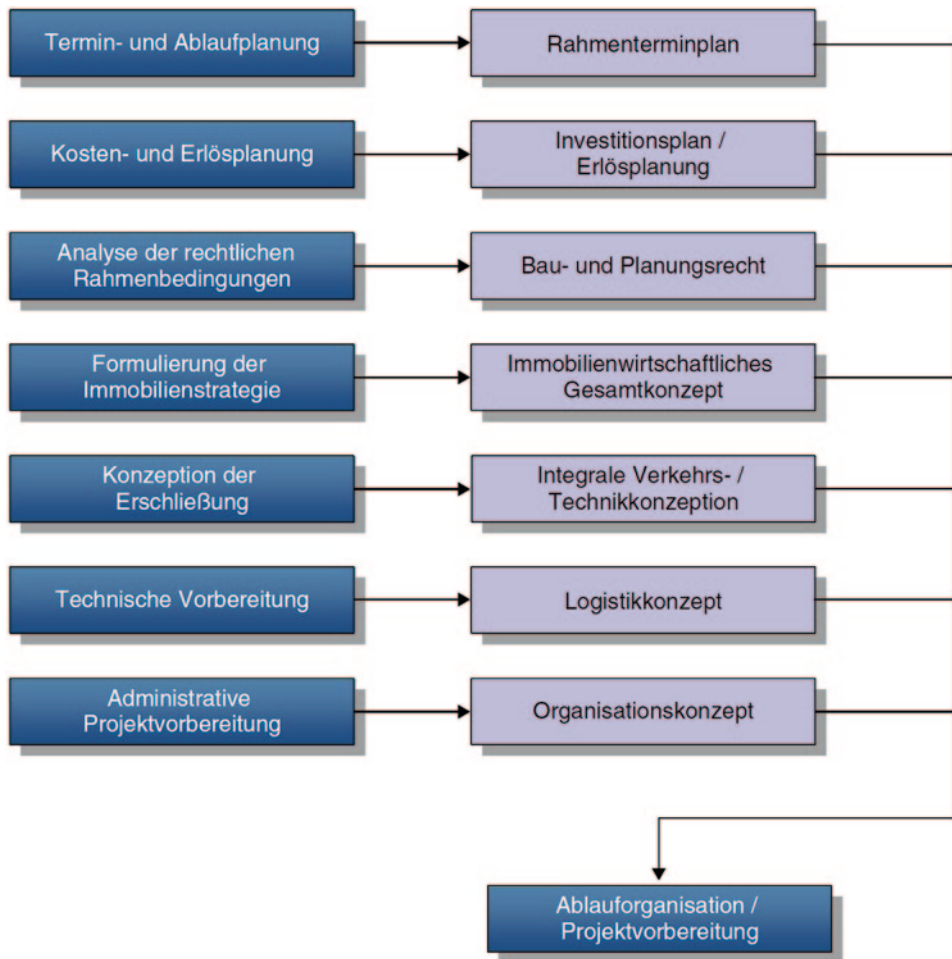 Termin- und Ablaufplanung
Rahmenterminplan
Kosten- und Erlösplanung
Investitionsplan /
Erlösplanung
Analyse der rechtlichen
Rahmenbedingungen
Bau- und Planungsrecht
Formulierung der
Immobilienstrategie
Immobilienwirtschaftliches
Gesamtkonzept
Konzeption der
Erschließung
Integrale Verkehrs- /
Technikkonzeption
Technische Vorbereitung
Logistikkonzept
Administrative
Projektvorbereitung
Organisationskonzept
Ablauforganisation /
Projektvorbereitung